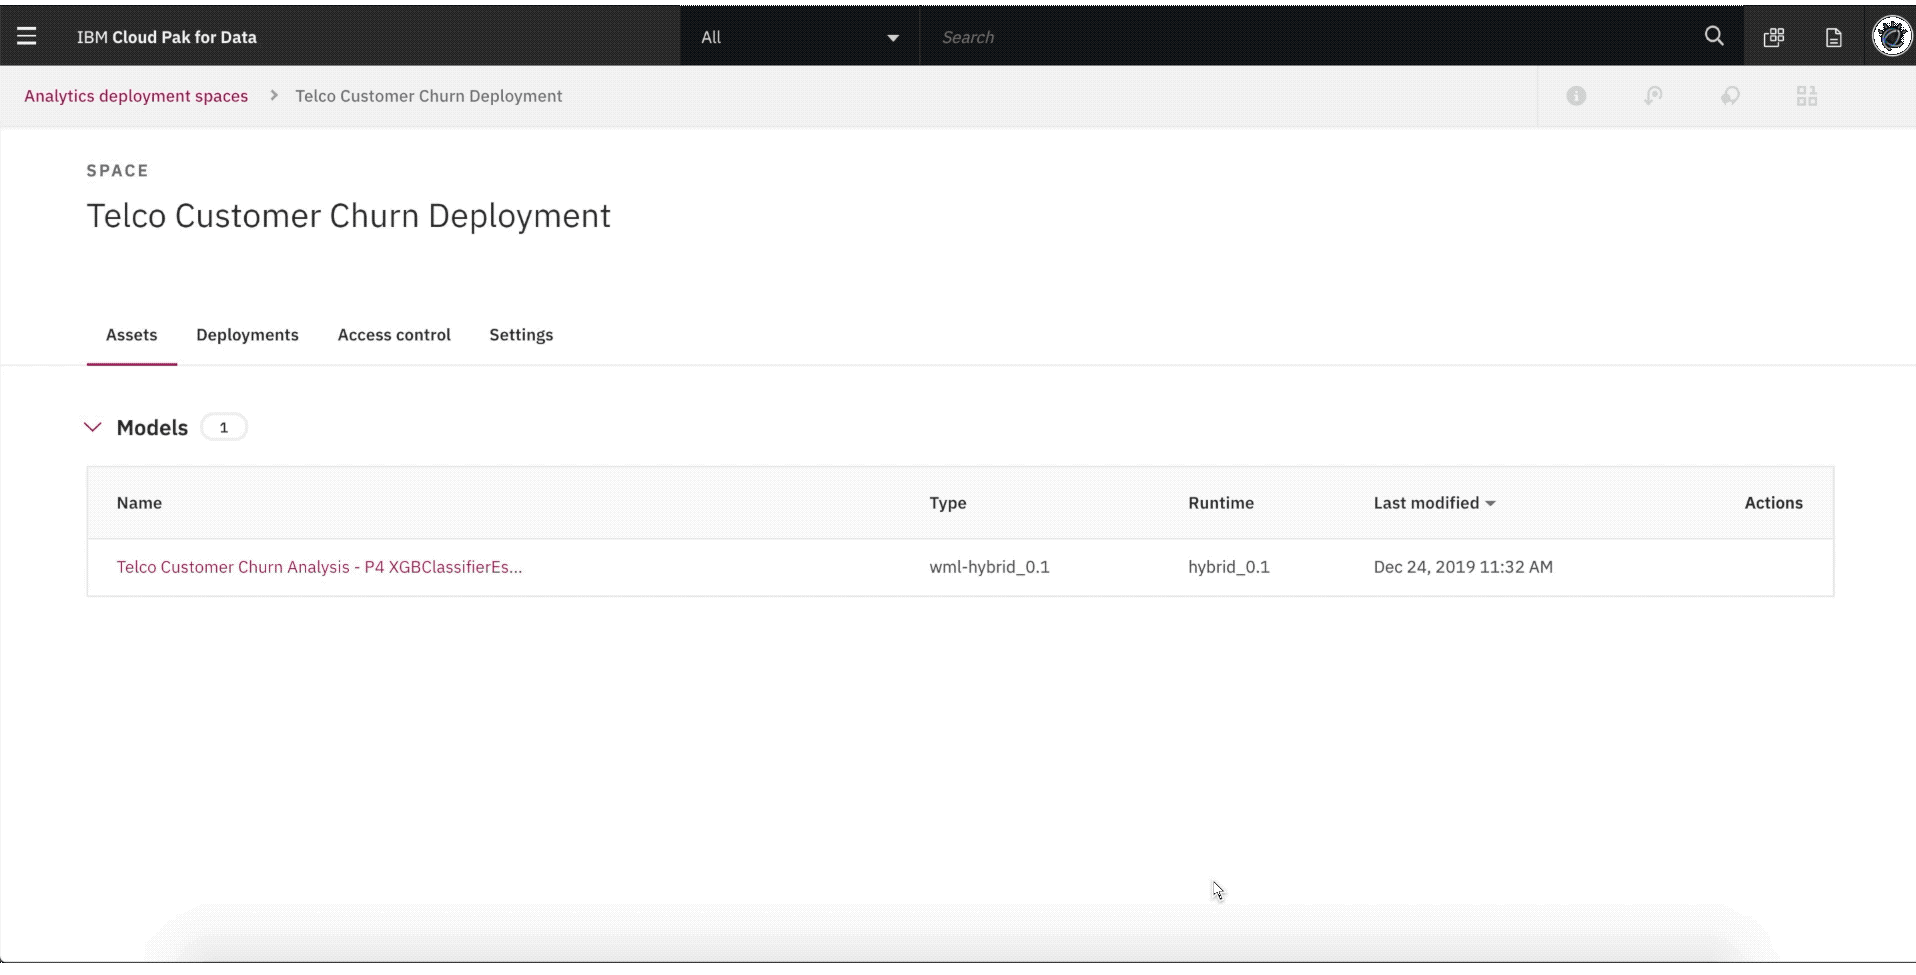 IBM Cloud Pak for Data All Search
Analytics deployment spaces > Telco Customer Churn Deployment
SPACE
Telco Customer Churn Deployment
Assets Deployments Access control Settings
Models 1
Name Type Runtime Last modified Actions
Telco Customer Churn Analysis - P4 XGBClassifierEs... wml-hybrid_0.1 hybrid_0.1 Dec 24, 2019 11:32 AM